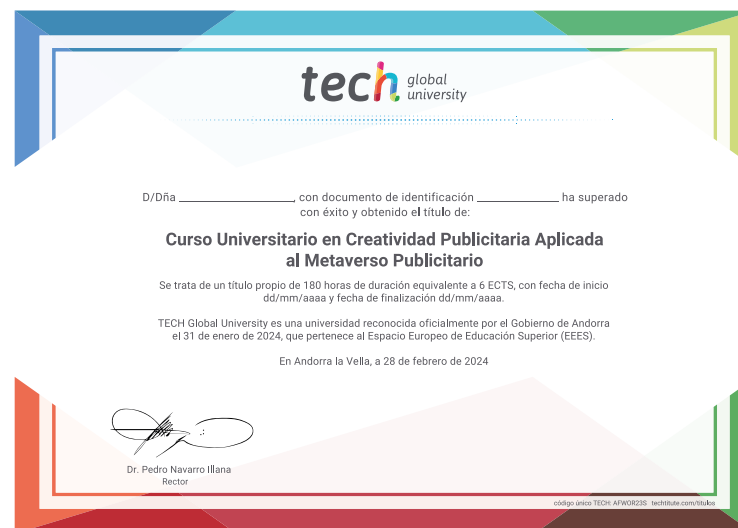 tech global university
D/Dña ______________, con documento de identificación __________ ha superado
con éxito y obtenido el título de:
Curso Universitario en Creatividad Publicitaria Aplicada
al Metaverso Publicitario
Se trata de un título propio de 180 horas de duración equivalente a 6 ECTS, con fecha de inicio
dd/mm/aaaa y fecha de finalización dd/mm/aaaa.
TECH Global University es una universidad reconocida oficialmente por el Gobierno de Andorra
el 31 de enero de 2024, que pertenece al Espacio Europeo de Educación Superior (EEES).
En Andorra la Vella, a 28 de febrero de 2024
Dr. Pedro Navarro Illana
Rector
código único TECH: AFWOR23S techtitute.com/titulos